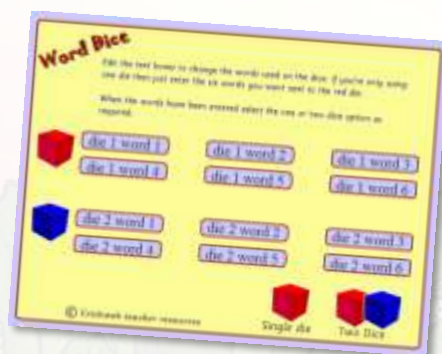 Word Dice
Edit the text boxes to change the words used on the dice. If you're only using
one die then just enter the six words you want next to the red die.
When the words have been entered select the one or two dice option as
required.
die 1 word 1 die 1 word 2 die 1 word 3
die 1 word 4 die 1 word 5 die 1 word 6
die 2 word 1 die 2 word 2 die 2 word 3
die 2 word 4 die 2 word 5 die 2 word 6
© teacher resources
Single die Two Dice